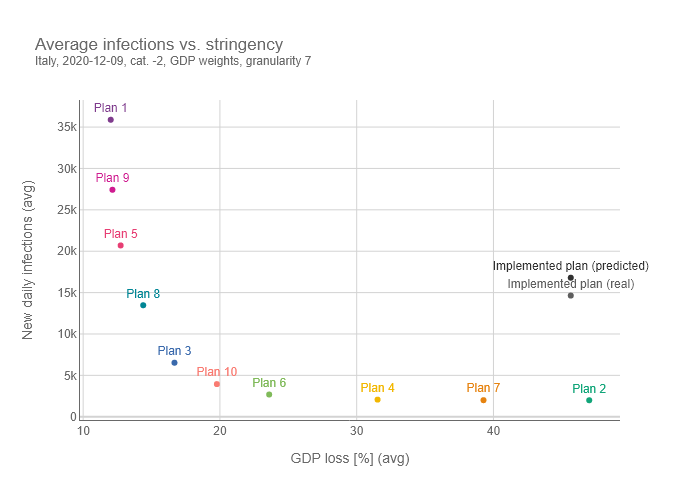 Average infections vs. stringency
Italy, 2020-12-09, cat. -2, GDP weights, granularity 7
Plan 1
35k
30k
Plan 9
25k
Plan 5
20k
Implemented plan (predicted)
Implemented plan (real)
15k
Plan 8
10k
Plan 3
5k
Plan 10
Plan 6
Plan 4
Plan 7
Plan 2
0
10
20
30
40
New daily infections (avg)
GDP loss [%] (avg)